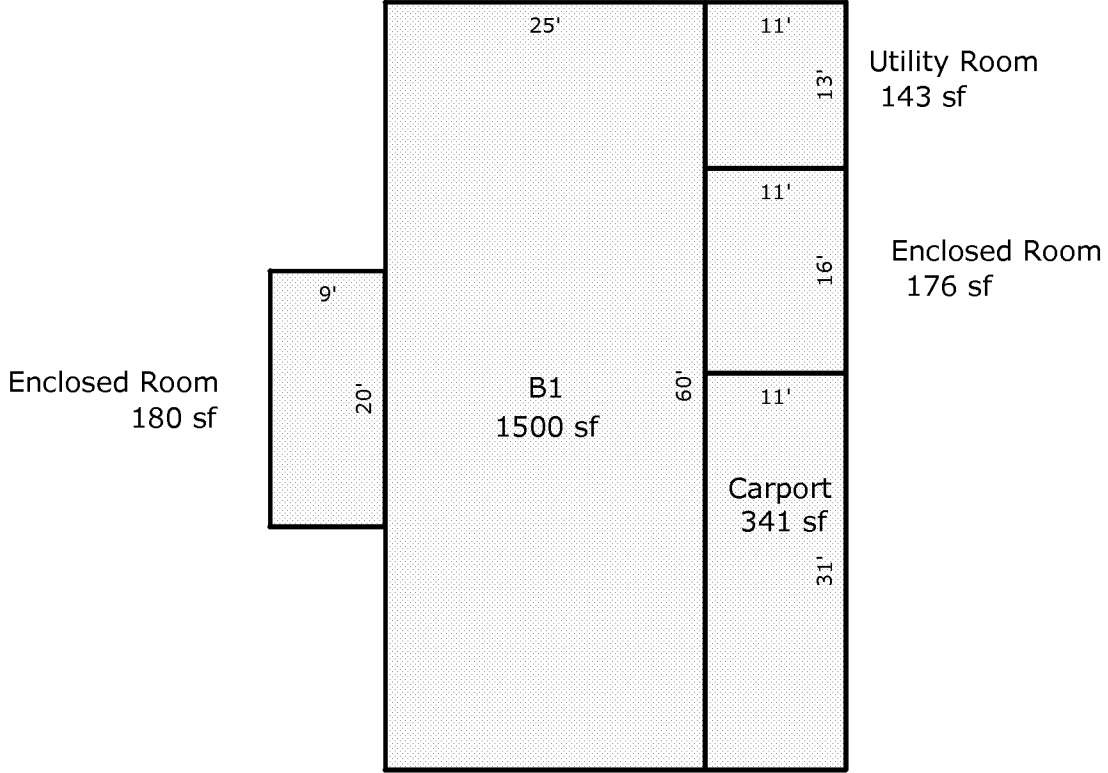 25'
11'
13'
Utility Room
143 sf
11'
16'
Enclosed Room
176 sf
9'
20'
Enclosed Room
180 sf
B1
1500 sf
60'
11'
Carport
341 sf
31'